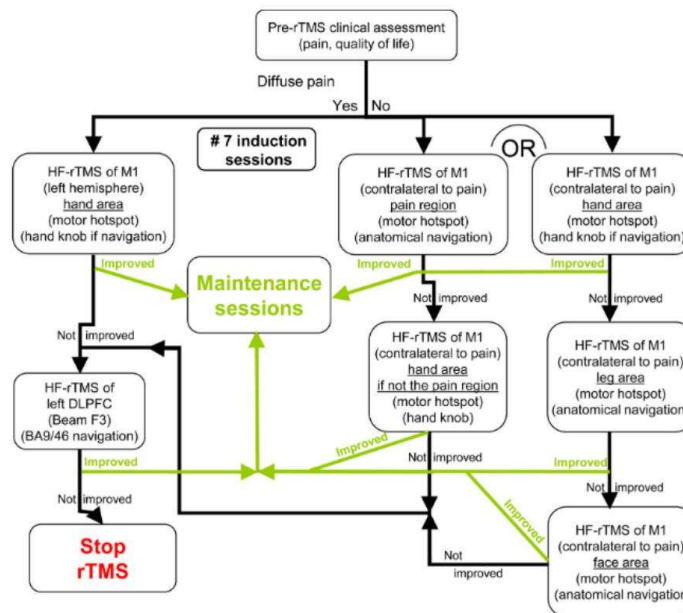 Pre-rTMS clinical assessment
(pain, quality of life)
Diffuse pain
Yes No
# 7 induction
sessions
OR
HF-rTMS of M1
(left hemisphere)
hand area
(motor hotspot)
(hand knob if navigation)
HF-rTMS of M1
(contralateral to pain)
pain region
(motor hotspot)
(anatomical navigation)
HF-rTMS of M1
(contralateral to pain)
hand area
(motor hotspot)
(hand knob if navigation)
Improved
Improved
Improved
Maintenance
sessions
Not improved
Not improved
Not improved
HF-rTMS of
left DLPFC
(Beam F3)
(BA9/46 navigation)
HF-rTMS of M1
(contralateral to pain)
hand area
if not the pain region
(motor hotspot)
(hand knob)
HF-rTMS of M1
(contralateral to pain)
leg area
(motor hotspot)
(anatomical navigation)
Improved
Improved
Improved
Not improved
Not improved
Not improved
Improved
Stop
rTMS
Not
improved
HF-rTMS of M1
(contralateral to pain)
face area
(motor hotspot)
(anatomical navigation)